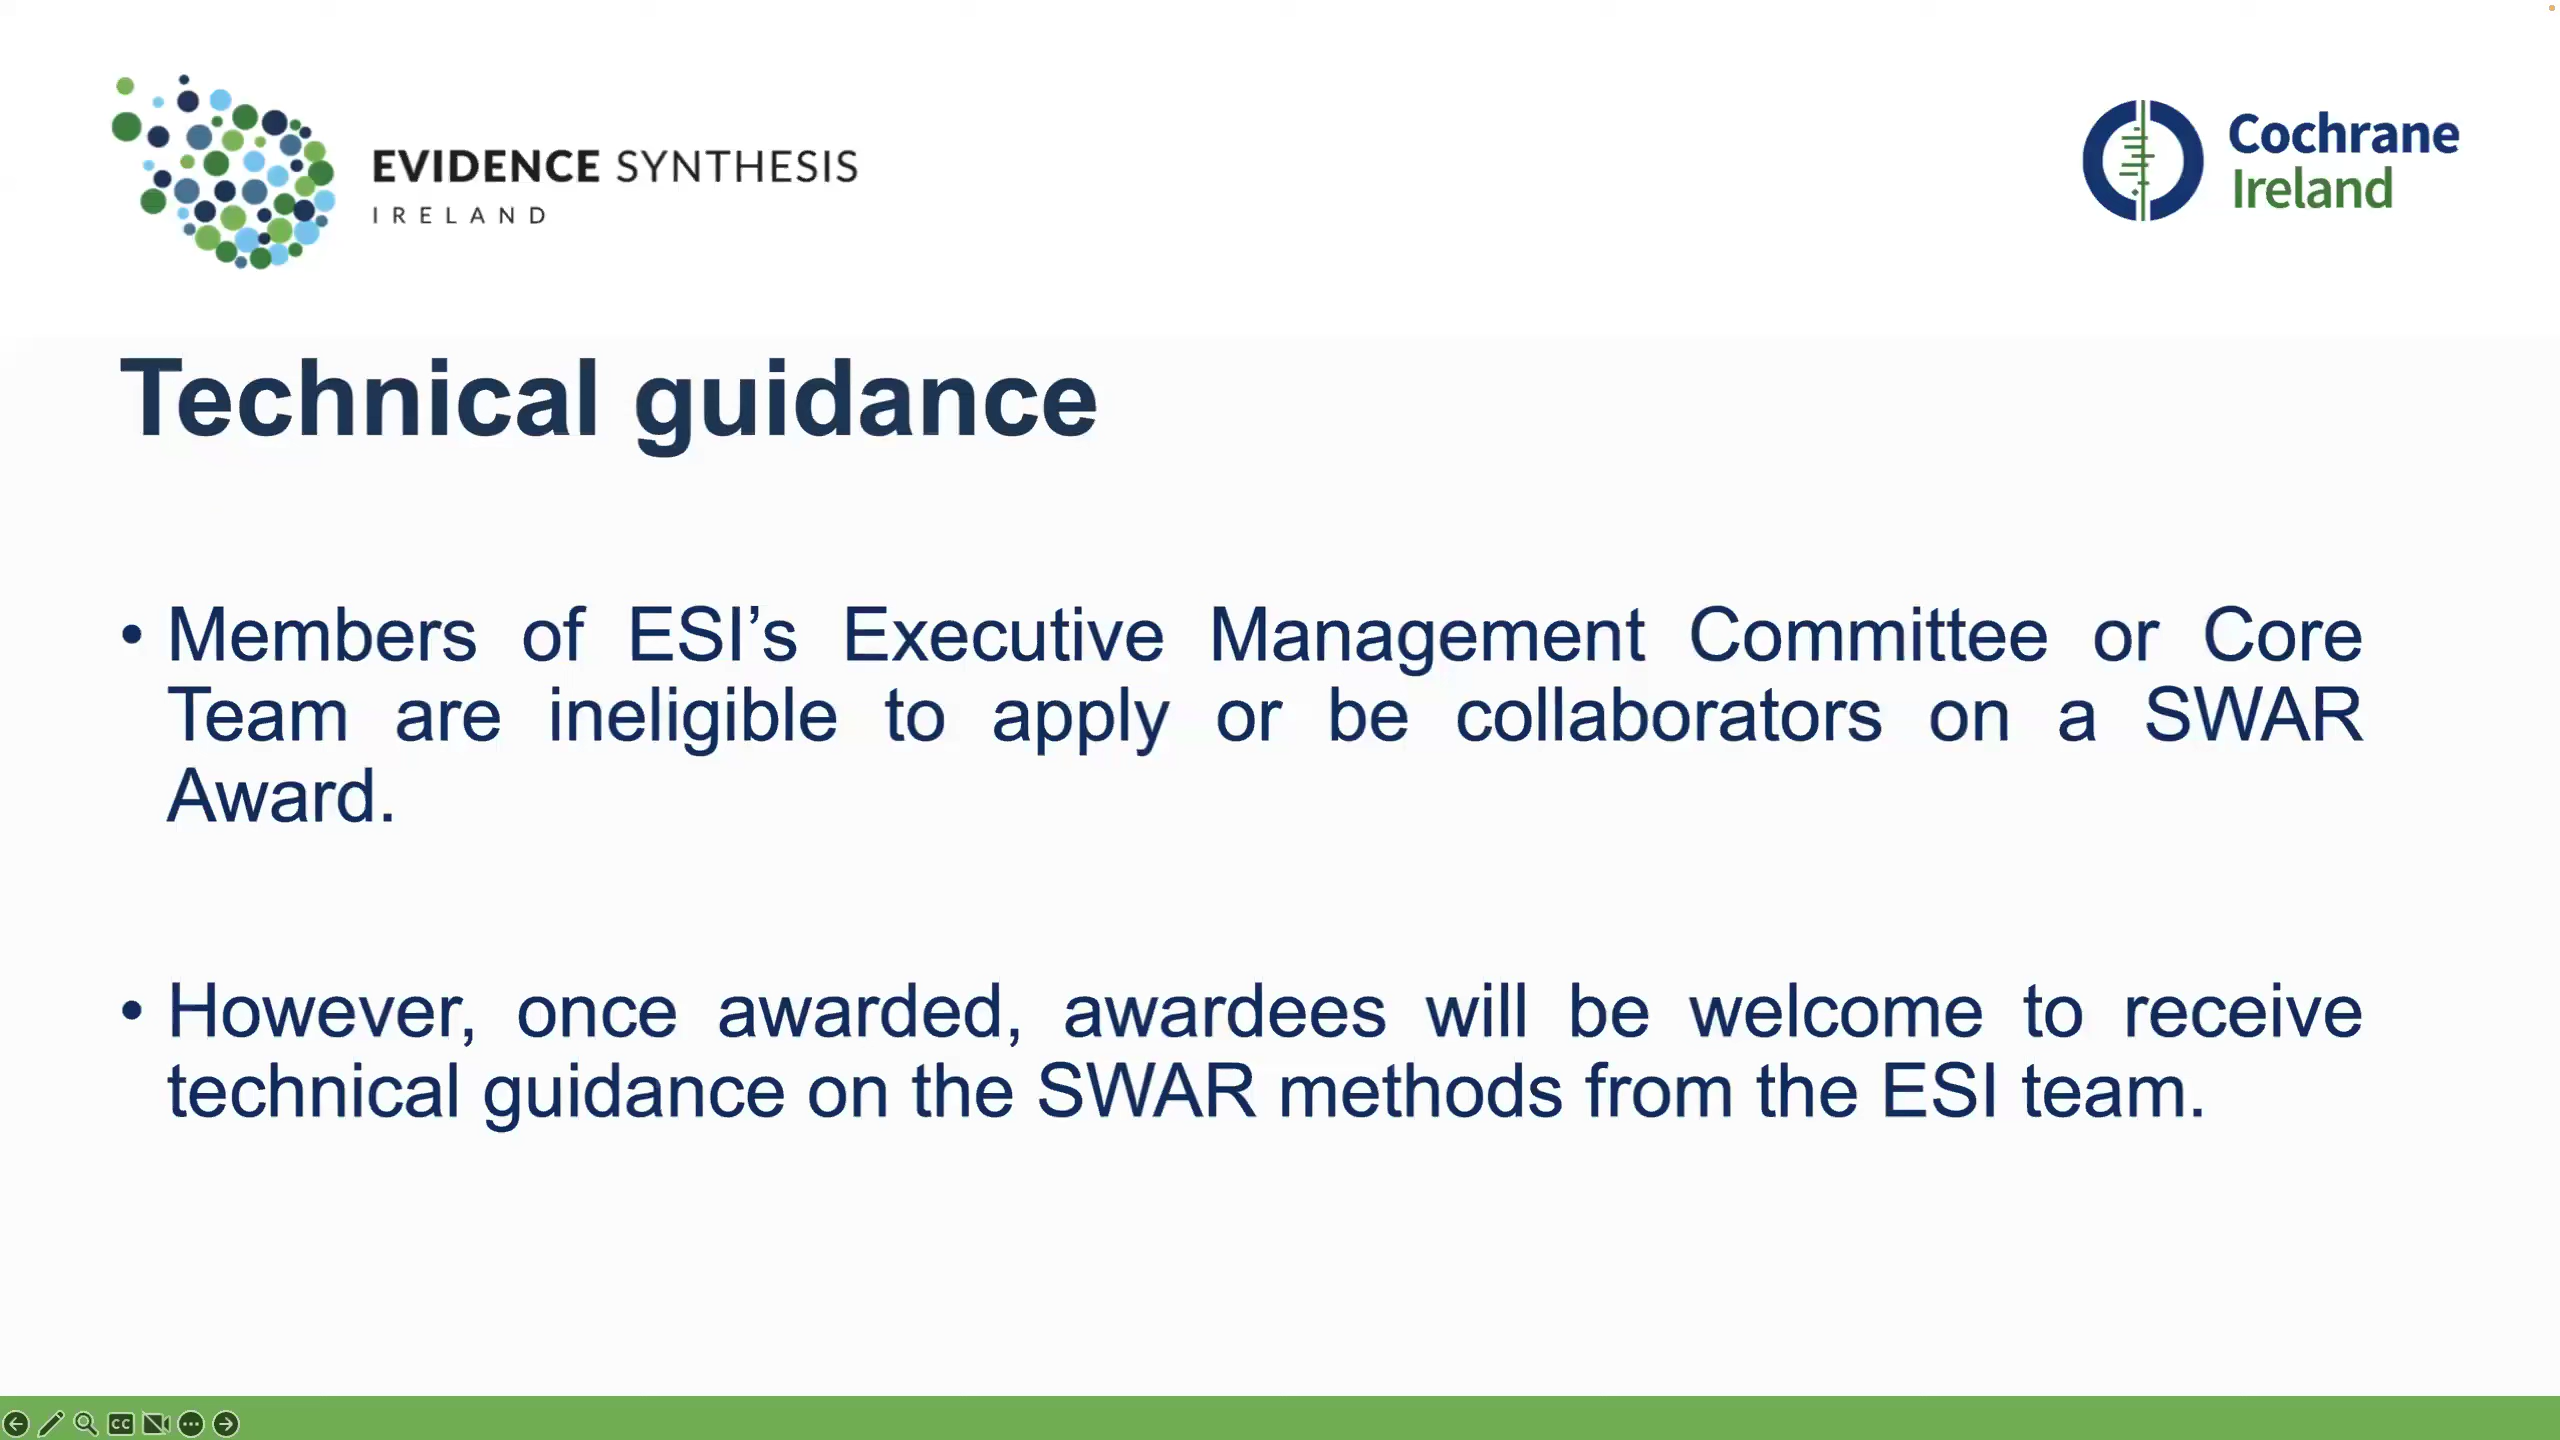 EVIDENCE SYNTHESIS
IRELAND
Cochrane
Ireland
Technical guidance
• Members of ESI’s Executive Management Committee or Core
Team are ineligible to apply or be collaborators on a SWAR
Award.
• However, once awarded, awardees will be welcome to receive
technical guidance on the SWAR methods from the ESI team.
CC